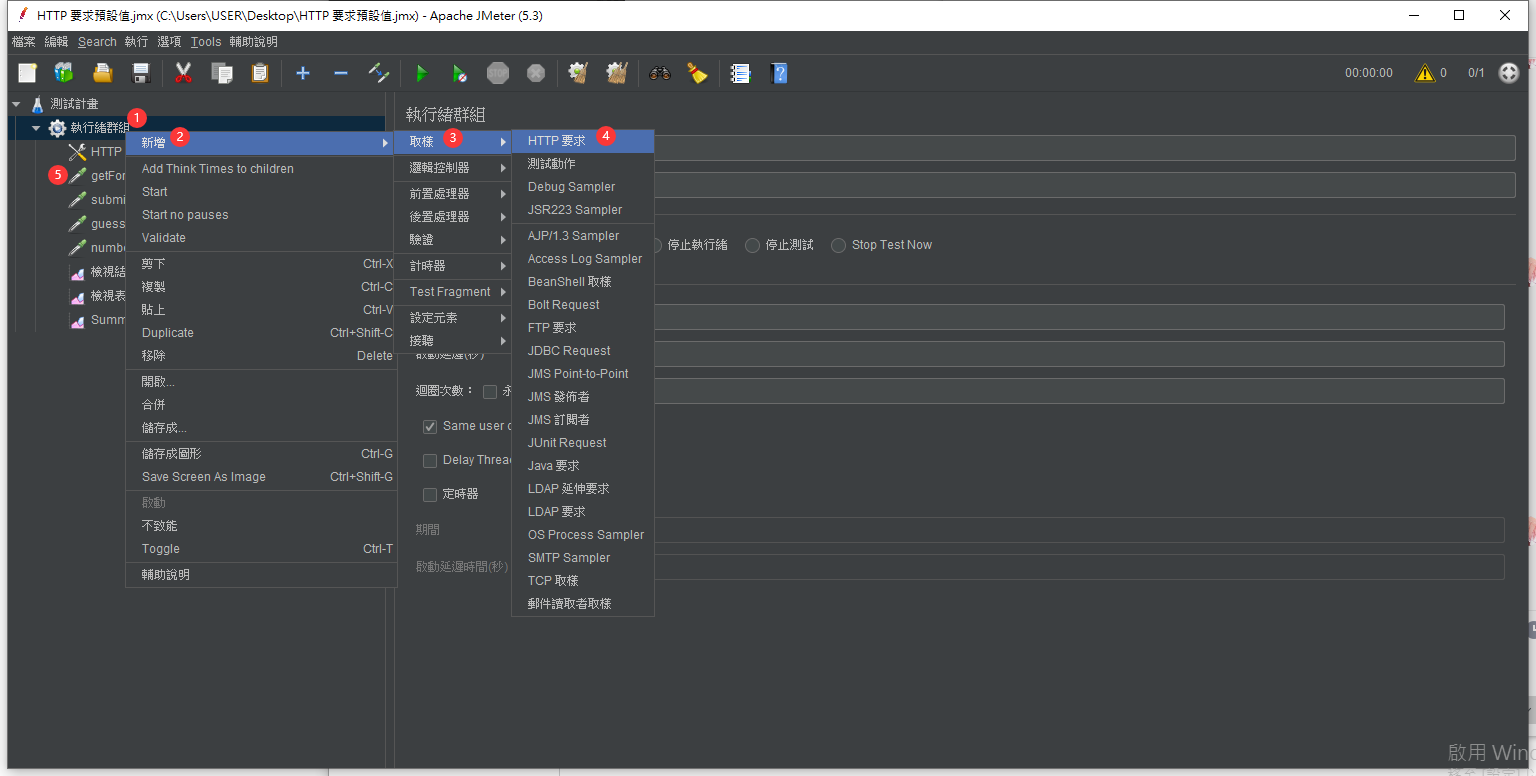 HTTP 要求預設值.jmx (C:\Users\USER\Desktop\HTTP 要求預設值.jmx) - Apache JMeter (5.3)
檔案 編輯 Search 執行 選項 Tools 輔助說明
STOP
00:00:00 0 0/1
測試計畫
執行緒群組
1
HTTP
5
檢視結
檢視表
新增 2
Add Think Times to children
Start
Start no pauses
Validate
剪下 Ctrl-X
複製 Ctrl-C
貼上 Ctrl-V
Duplicate Ctrl+Shift-C
移除 Delete
開啟...
合併
儲存成...
儲存成圖形 Ctrl-G
Save Screen As Image Ctrl+Shift-G
啟動
不致能
Toggle Ctrl-T
輔助說明
取樣 3
邏輯控制器
前置處理器
後置處理器
驗證
計時器
Test Fragment
設定元素
接聽
HTTP 要求 4
測試動作
Debug Sampler
JSR223 Sampler
AJP/1.3 Sampler
Access Log Sampler
BeanShell 取樣
Bolt Request
FTP 要求
JDBC Request
JMS Point-to-Point
JMS 發佈者
JMS 訂閱者
JUnit Request
Java 要求
LDAP 延伸要求
LDAP 要求
OS Process Sampler
SMTP Sampler
TCP 取樣
郵件讀取者取樣
執行緒群組
停止執行緒 停止測試 Stop Test Now
啟動延遲(秒)
迴圈次數： 永
Same user
Delay
定時器
期間
啟動延遲時間(秒)
啟用